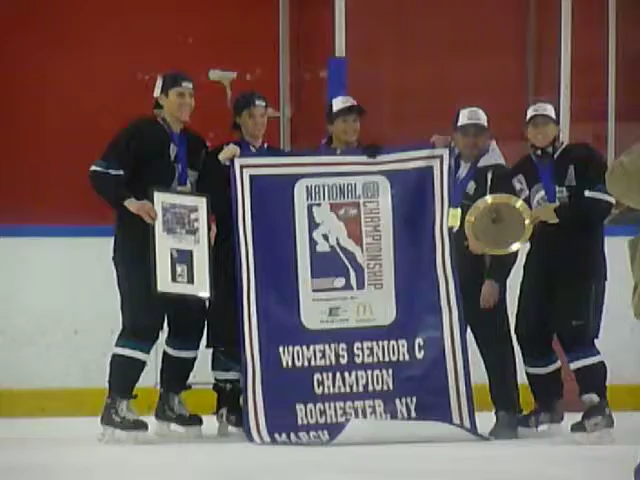 NATIONAL
CHAMPIONSHIP
WOMEN'S SENIOR C
CHAMPION
ROCHESTER, NY
MARCH